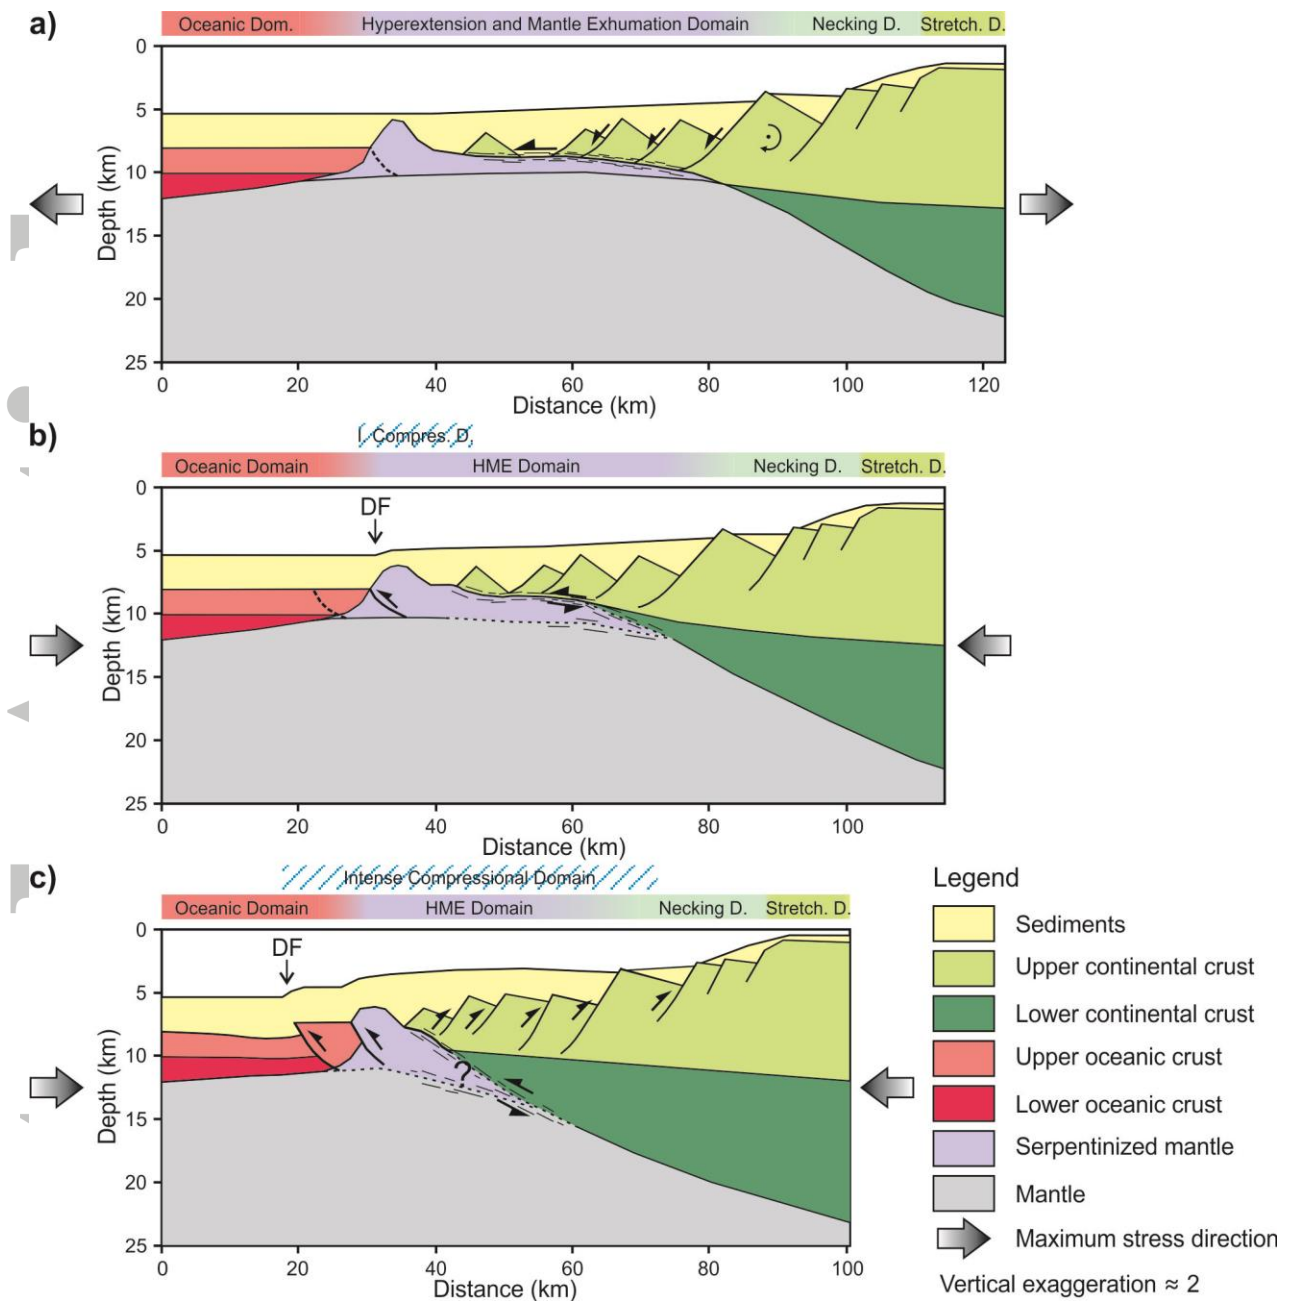 a)
Oceanic Dom. Hyperextension and Mantle Exhumation Domain Necking D. Stretch. D.
0
5
10
15
20
25
Depth (km)
0 20 40 60 80 100 120
Distance (km)
b)
I. Compres. D.
Oceanic Domain HME Domain Necking D. Stretch. D.
DF
0
5
10
15
20
25
Depth (km)
0 20 40 60 80 100
Distance (km)
c)
Intense Compressional Domain
Oceanic Domain HME Domain Necking D. Stretch. D.
DF
?
0
5
10
15
20
25
Depth (km)
0 20 40 60 80 100
Distance (km)
Legend
Sediments
Upper continental crust
Lower continental crust
Upper oceanic crust
Lower oceanic crust
Serpentinized mantle
Mantle
Maximum stress direction
Vertical exaggeration ≈ 2